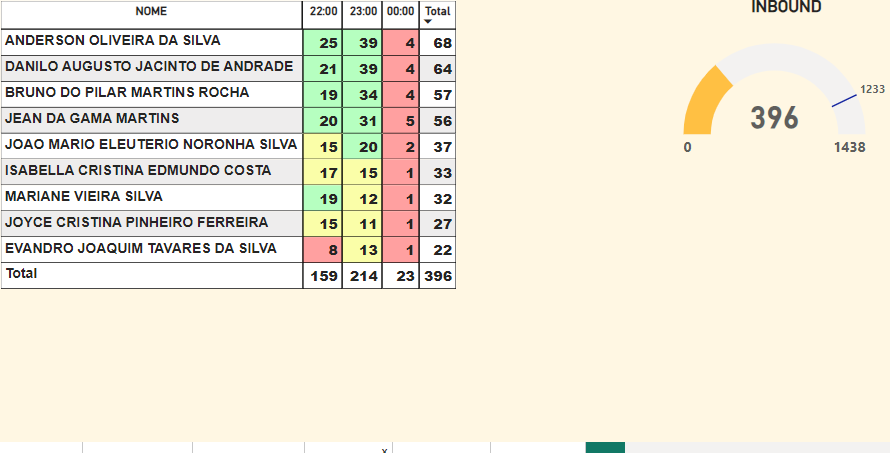 NOME 22:00 23:00 00:00 Total
ANDERSON OLIVEIRA DA SILVA 25 39 4 68
DANILO AUGUSTO JACINTO DE ANDRADE 21 39 4 64
BRUNO DO PILAR MARTINS ROCHA 19 34 4 57
JEAN DA GAMA MARTINS 20 31 5 56
JOAO MARIO ELEUTERIO NORONHA SILVA 15 20 2 37
ISABELLA CRISTINA EDMUNDO COSTA 17 15 1 33
MARIANE VIEIRA SILVA 19 12 1 32
JOYCE CRISTINA PINHEIRO FERREIRA 15 11 1 27
EVANDRO JOAQUIM TAVARES DA SILVA 8 13 1 22
Total 159 214 23 396
INBOUND
1233
396
0 1438
x